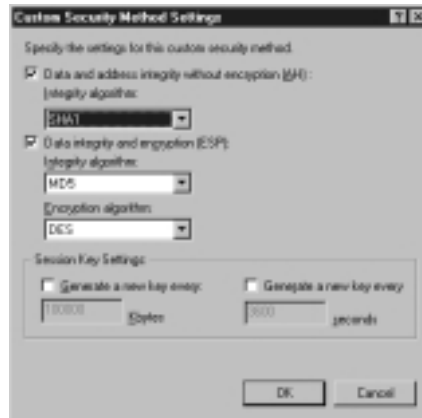 Custom Security Method Settings
Specify the settings for this custom security method.
Data and address integrity without encryption (AH):
Integrity algorithm:
SHA1
Data integrity and encryption (ESP):
Integrity algorithm:
MD5
Encryption algorithm:
DES
Session Key Settings:
Generate a new key every:
Generate a new key every
100000
Kbytes
3600
seconds
OK
Cancel